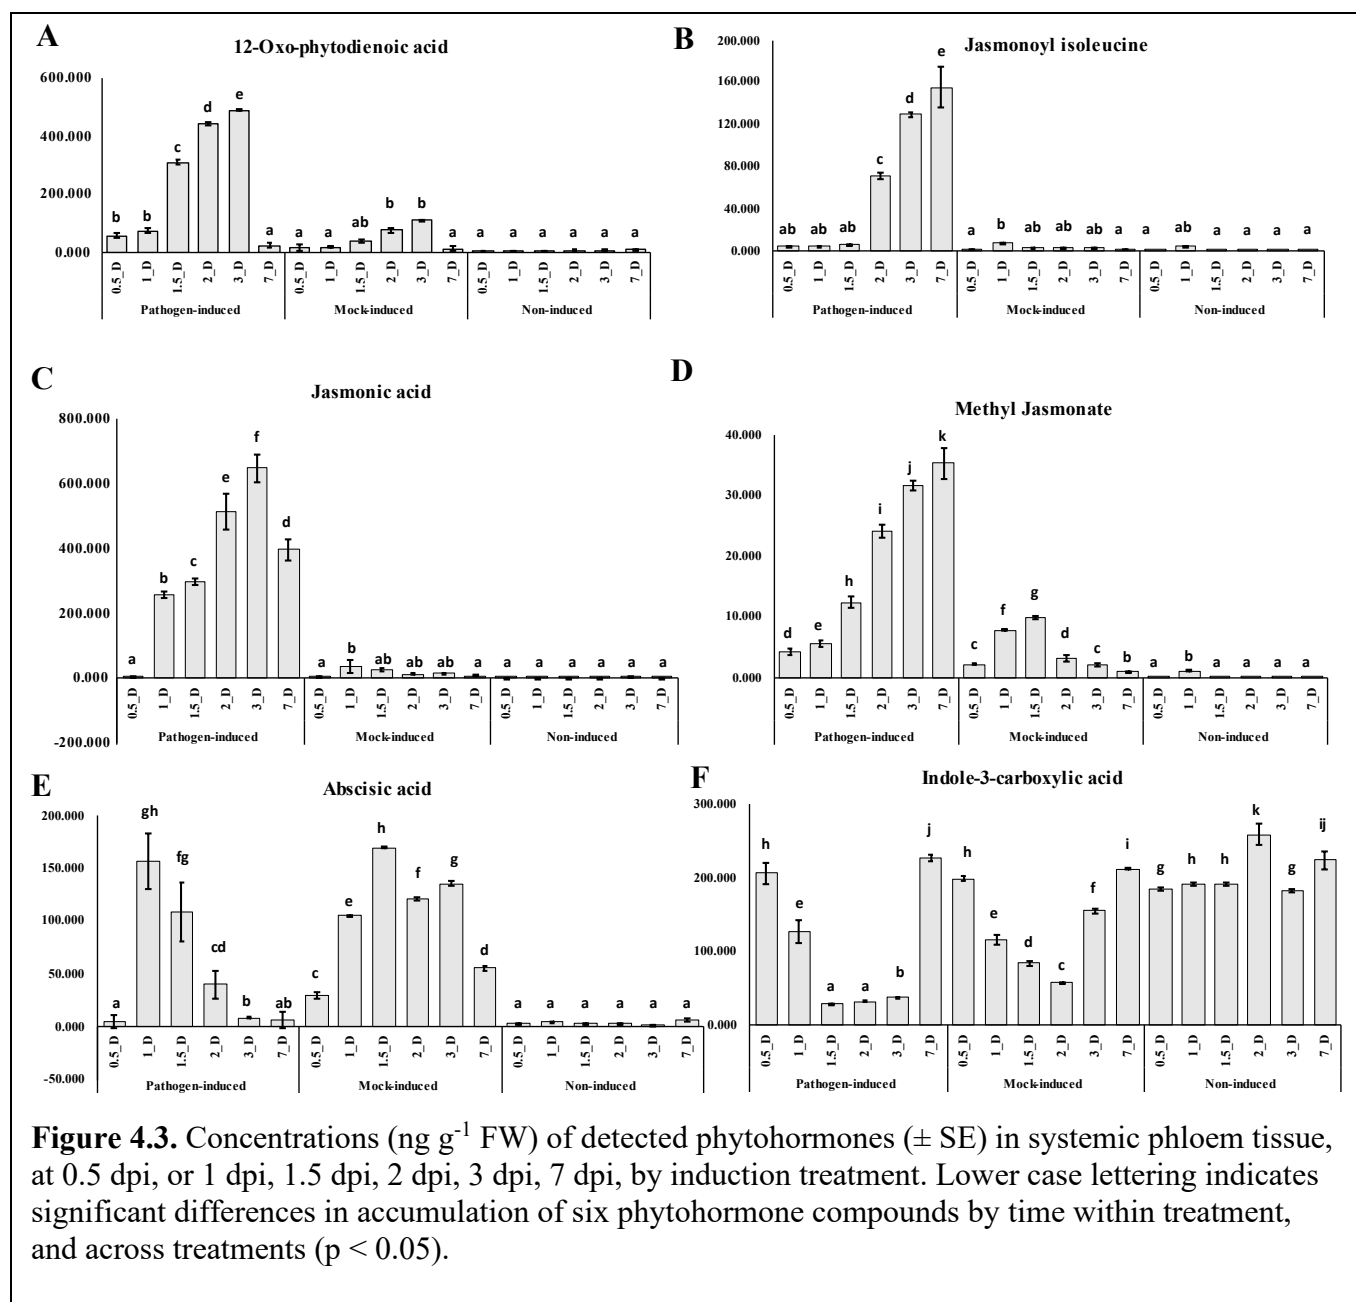 A
12-Oxo-phytodienoic acid
600.000
400.000
200.000
0.000
b b c d e a a a ab b b a a a a a a a
0.5_D 1_D 1.5_D 2_D 3_D 7_D 0.5_D 1_D 1.5_D 2_D 3_D 7_D 0.5_D 1_D 1.5_D 2_D 3_D 7_D
Pathogen-induced Mock-induced Non-induced
B
Jasmonoyl isoleucine
200.000
160.000
120.000
80.000
40.000
0.000
ab ab ab c d e a b ab ab ab a a ab a a a a
0.5_D 1_D 1.5_D 2_D 3_D 7_D 0.5_D 1_D 1.5_D 2_D 3_D 7_D 0.5_D 1_D 1.5_D 2_D 3_D 7_D
Pathogen-induced Mock-induced Non-induced
C
Jasmonic acid
800.000
600.000
400.000
200.000
0.000
-200.000
a b c e f d a b ab ab ab a a a a a a a
0.5_D 1_D 1.5_D 2_D 3_D 7_D 0.5_D 1_D 1.5_D 2_D 3_D 7_D 0.5_D 1_D 1.5_D 2_D 3_D 7_D
Pathogen-induced Mock-induced Non-induced
D
Methyl Jasmonate
40.000
30.000
20.000
10.000
0.000
d e h i j k c f g d c b a b a a a a
0.5_D 1_D 1.5_D 2_D 3_D 7_D 0.5_D 1_D 1.5_D 2_D 3_D 7_D 0.5_D 1_D 1.5_D 2_D 3_D 7_D
Pathogen-induced Mock-induced Non-induced
E
Abscisic acid
200.000
150.000
100.000
50.000
0.000
-50.000
a gh fg cd b ab c e h f g d a a a a a a
0.5_D 1_D 1.5_D 2_D 3_D 7_D 0.5_D 1_D 1.5_D 2_D 3_D 7_D 0.5_D 1_D 1.5_D 2_D 3_D 7_D
Pathogen-induced Mock-induced Non-induced
F
Indole-3-carboxylic acid
300.000
200.000
100.000
0.000
h e a a b j h e d c f i g h h k g ij
0.5_D 1_D 1.5_D 2_D 3_D 7_D 0.5_D 1_D 1.5_D 2_D 3_D 7_D 0.5_D 1_D 1.5_D 2_D 3_D 7_D
Pathogen-induced Mock-induced Non-induced
Figure 4.3. Concentrations (ng g⁻¹ FW) of detected phytohormones (± SE) in systemic phloem tissue,
at 0.5 dpi, or 1 dpi, 1.5 dpi, 2 dpi, 3 dpi, 7 dpi, by induction treatment. Lower case lettering indicates
significant differences in accumulation of six phytohormone compounds by time within treatment,
and across treatments (p < 0.05).